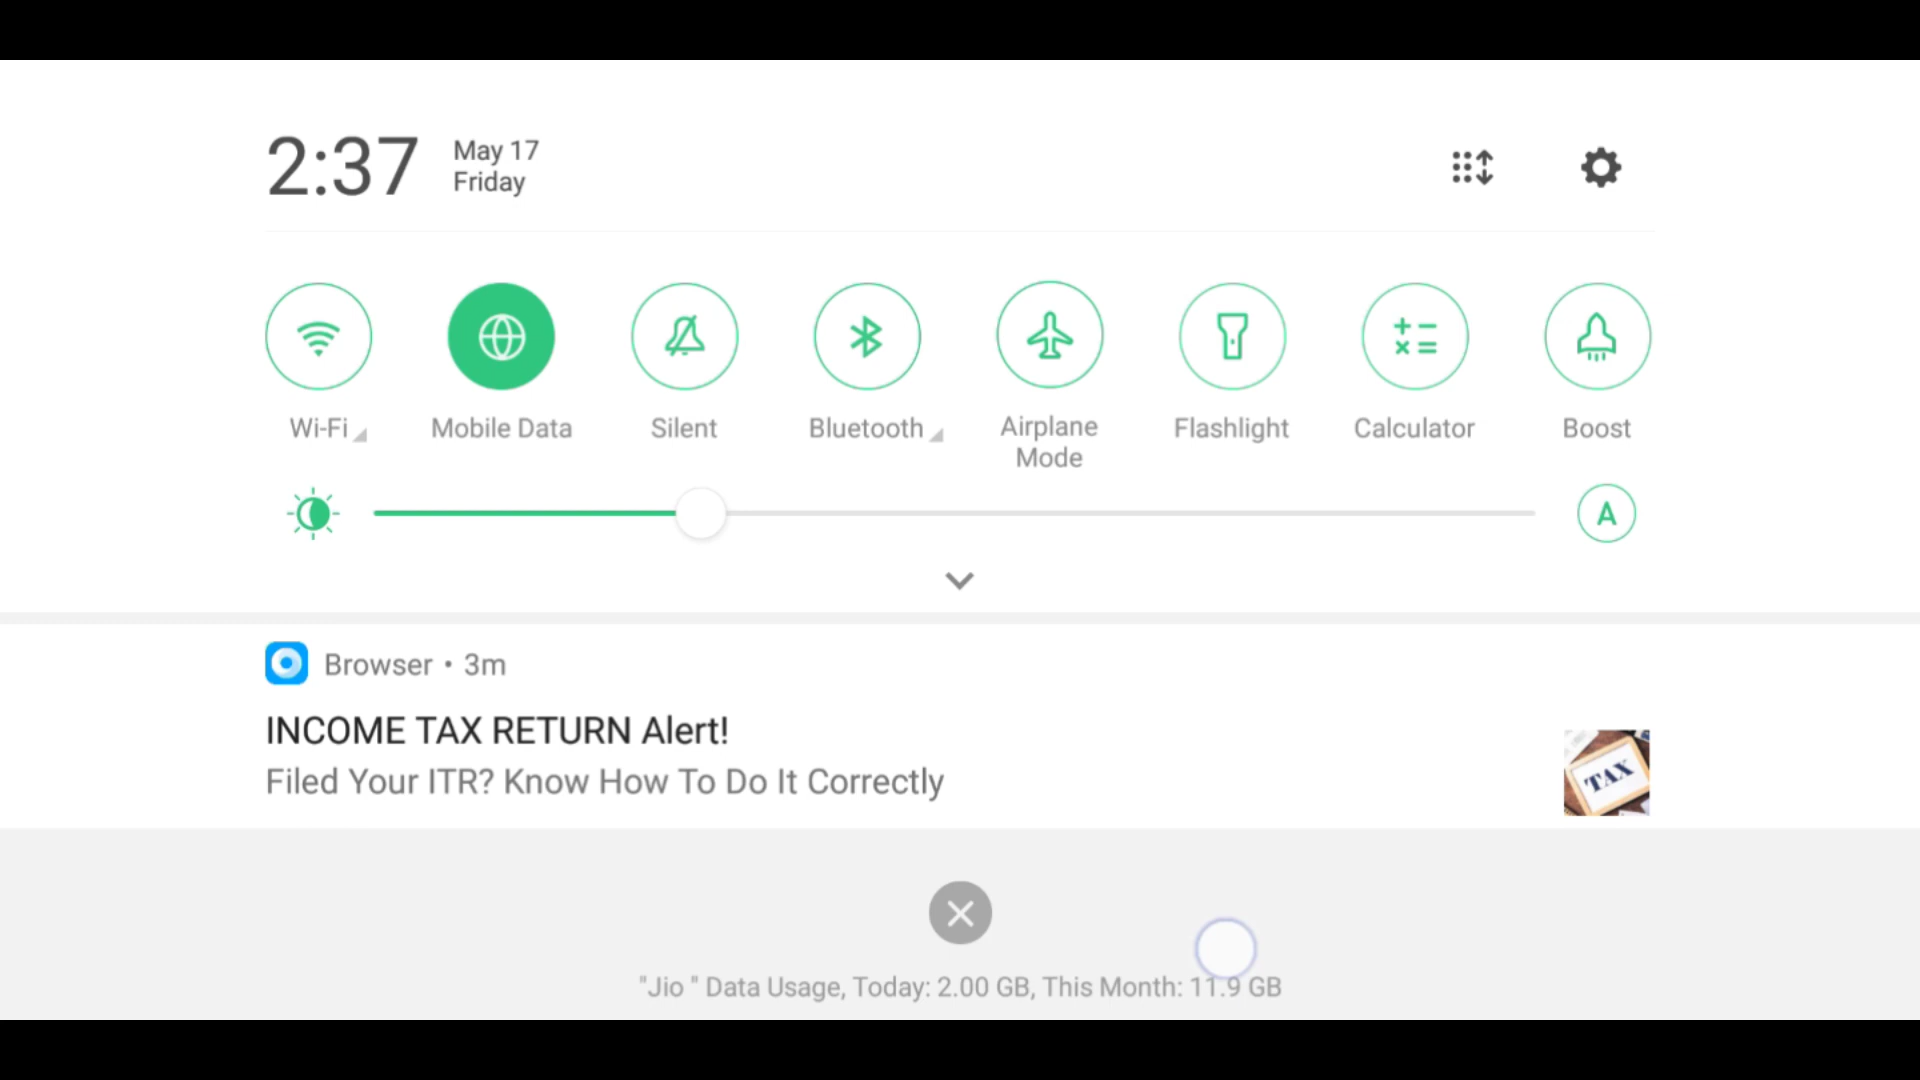 2:37
May 17
Friday
Wi-Fi
Mobile Data
Silent
Bluetooth
Airplane
Mode
Flashlight
Calculator
Boost
A
Browser • 3m
INCOME TAX RETURN Alert!
Filed Your ITR? Know How To Do It Correctly
TAX
"Jio " Data Usage, Today: 2.00 GB, This Month: 11.9 GB